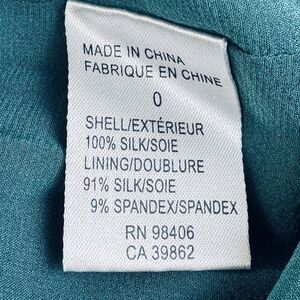 MADE IN CHINA
FABRIQUE EN CHINE
0
SHELL/EXTÉRIEUR
100% SILK/SOIE
LINING/DOUBLURE
91% SILK/SOIE
9% SPANDEX/SPANDEX
RN 98406
CA 39862